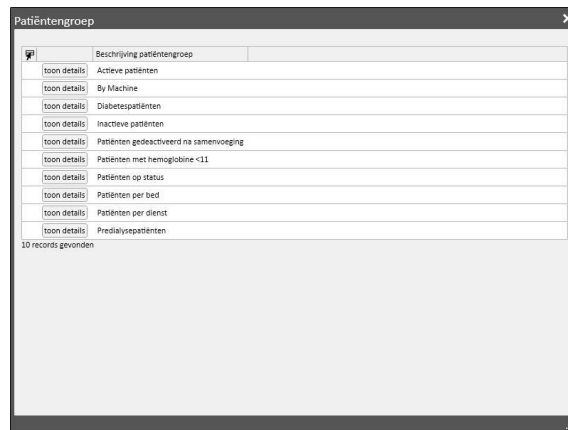 Patiëntengroep
Beschrijving patiëntengroep
toon details Actieve patiënten
toon details By Machine
toon details Diabetespatiënten
toon details Inactieve patiënten
toon details Patiënten gedeactiveerd na samenvoeging
toon details Patiënten met hemoglobine <11
toon details Patiënten op status
toon details Patiënten per bed
toon details Patiënten per dienst
toon details Predialysepatiënten
10 records gevonden